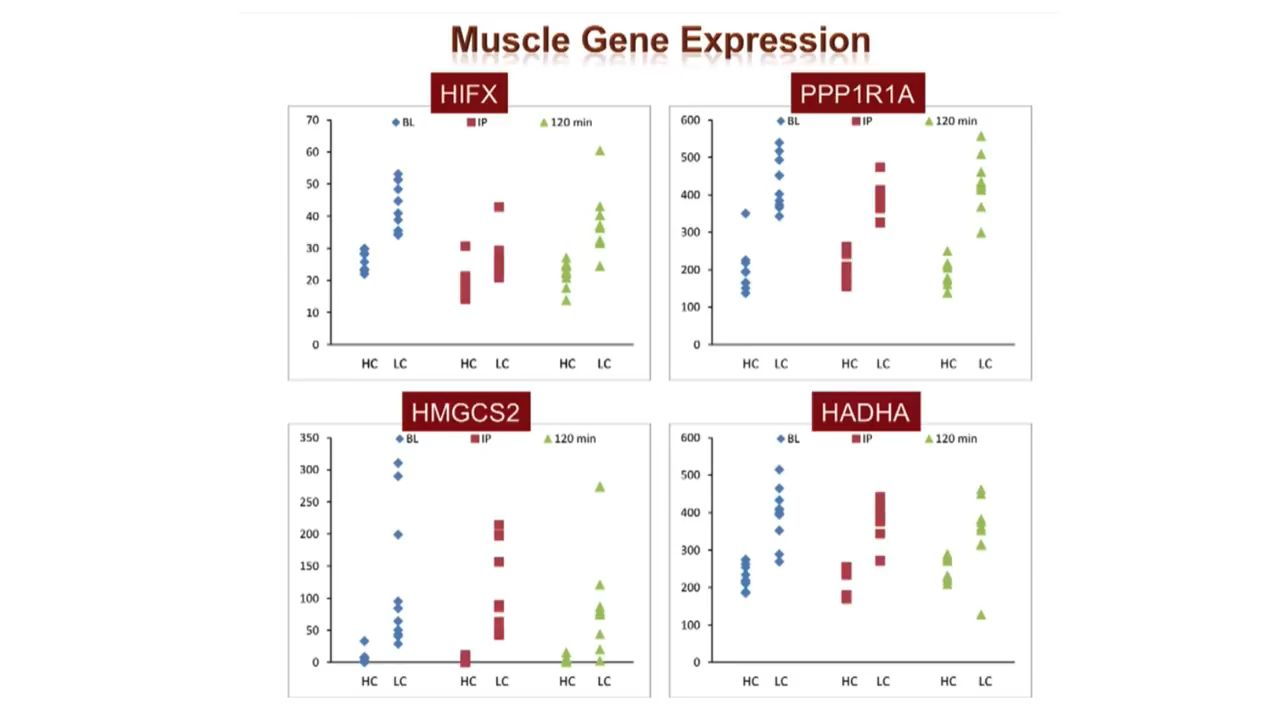 Muscle Gene Expression
HIFX
BL IP 120 min
70
60
50
40
30
20
10
0
HC LC HC LC HC LC
PPP1R1A
BL IP 120 min
600
500
400
300
200
100
0
HC LC HC LC HC LC
HMGCS2
BL IP 120 min
350
300
250
200
150
100
50
0
HC LC HC LC HC LC
HADHA
BL IP 120 min
600
500
400
300
200
100
0
HC LC HC LC HC LC